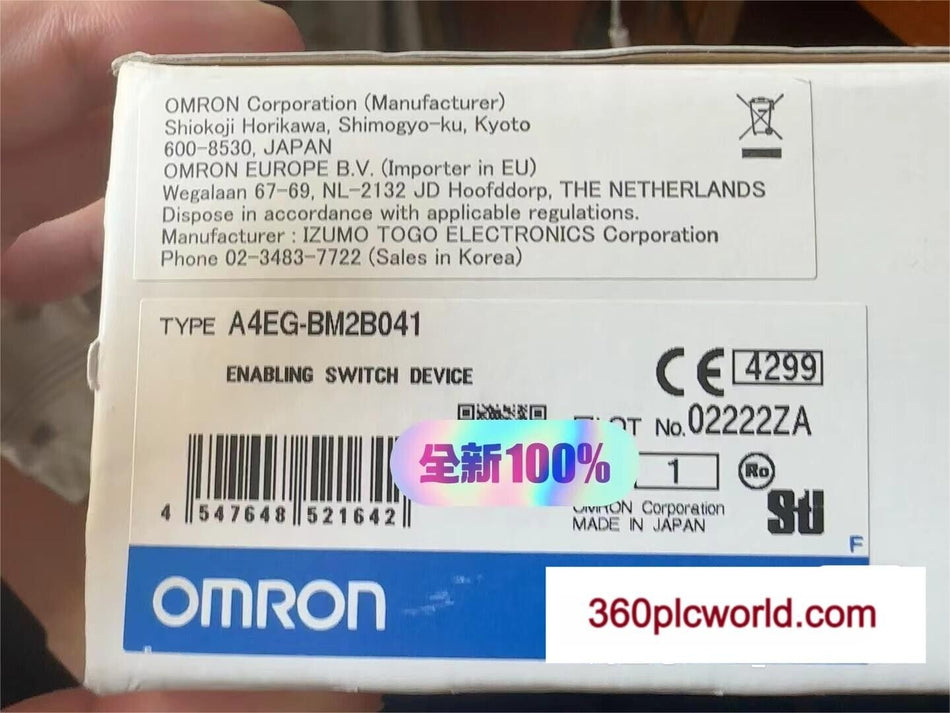 OMRON Corporation (Manufacturer)
Shiokoji Horikawa, Shimogyo-ku, Kyoto
600-8530, JAPAN
OMRON EUROPE B.V. (Importer in EU)
Wegalaan 67-69, NL-2132 JD Hoofddorp, THE NETHERLANDS
Dispose in accordance with applicable regulations.
Manufacturer : IZUMO TOGO ELECTRONICS Corporation
Phone 02-3483-7722 (Sales in Korea)
TYPE A4EG-BM2B041
ENABLING SWITCH DEVICE
CE 4299
No. 02222ZA
全新100%
1
Ro
4 547648 521642
OMRON Corporation
MADE IN JAPAN
F
OMRON
360plcworld.com